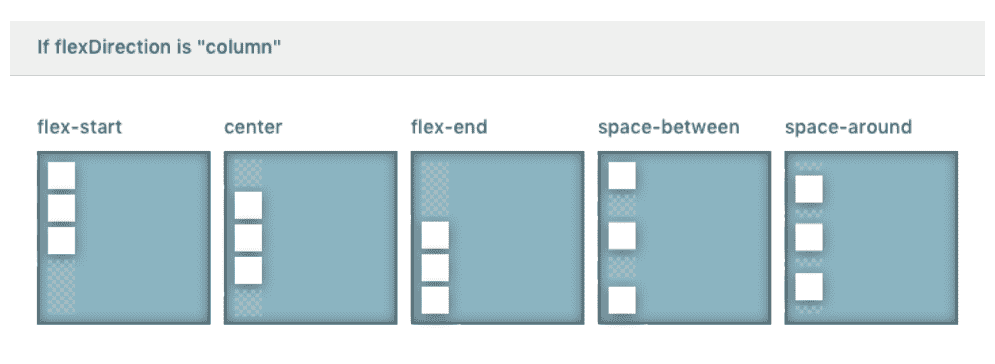 If flexDirection is "column"
flex-start center flex-end space-between space-around